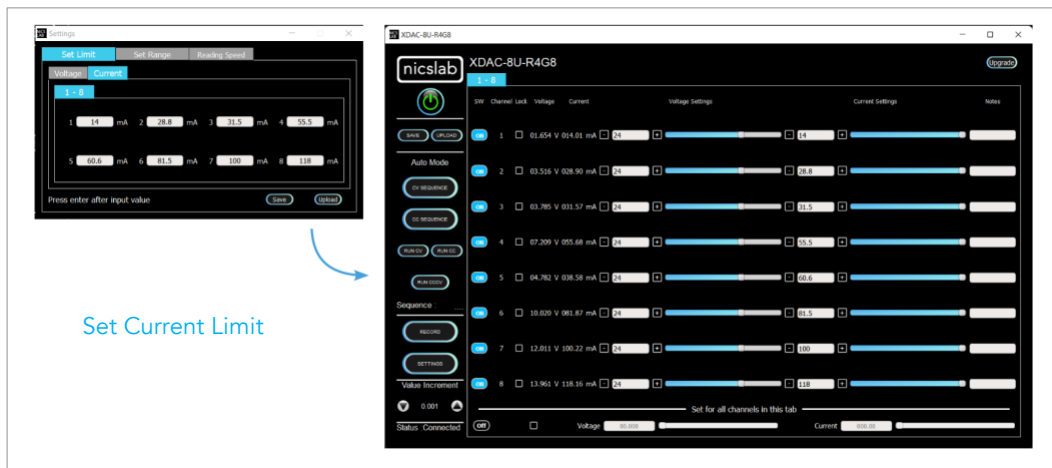 Settings
Set Limit Set Range Reading Speed
Voltage Current
1 - 8
1 14 mA 2 28.8 mA 3 31.5 mA 4 55.5 mA
5 60.6 mA 6 81.5 mA 7 100 mA 8 118 mA
Press enter after input value Save Upload
Set Current Limit
XDAC-8U-R4G8
nicslab XDAC-8U-R4G8 Upgrade
1 - 8
SW Channel Lock Voltage Current Voltage Settings Current Settings Notes
SAVE UPLOAD ON 1 01.654 V 014.01 mA - 24 + - 14 +
Auto Mode
CV SEQUENCE ON 2 03.516 V 028.90 mA - 24 + - 28.8 +
CC SEQUENCE ON 3 03.785 V 031.57 mA - 24 + - 31.5 +
RUN CV RUN CC ON 4 07.209 V 055.68 mA - 24 + - 55.5 +
RUN CCCV ON 5 04.782 V 038.58 mA - 24 + - 60.6 +
Sequence :
RECORD ON 6 10.020 V 081.87 mA - 24 + - 81.5 +
SETTINGS ON 7 12.011 V 100.22 mA - 24 + - 100 +
Value Increment ON 8 13.961 V 118.16 mA - 24 + - 118 +
0.001 Set for all channels in this tab
Status :Connected Off Voltage 00.000 Current 000.00